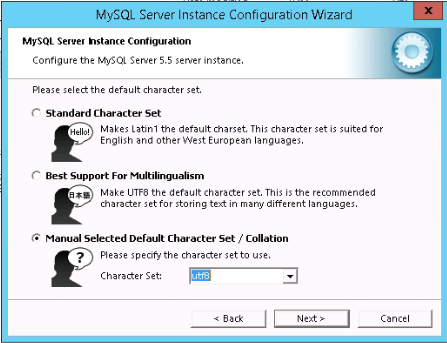 MySQL Server Instance Configuration Wizard
x
MySQL Server Instance Configuration
Configure the MySQL Server 5.5 server instance.
Please select the default character set.
Standard Character Set
Hello!
Makes Latin1 the default charset. This character set is suited for
English and other West European languages.
Best Support For Multilingualism
日本語
Make UTF8 the default character set. This is the recommended
character set for storing text in many different languages.
Manual Selected Default Character Set / Collation
?
Please specify the character set to use.
Character Set: utf8
< Back Next > Cancel